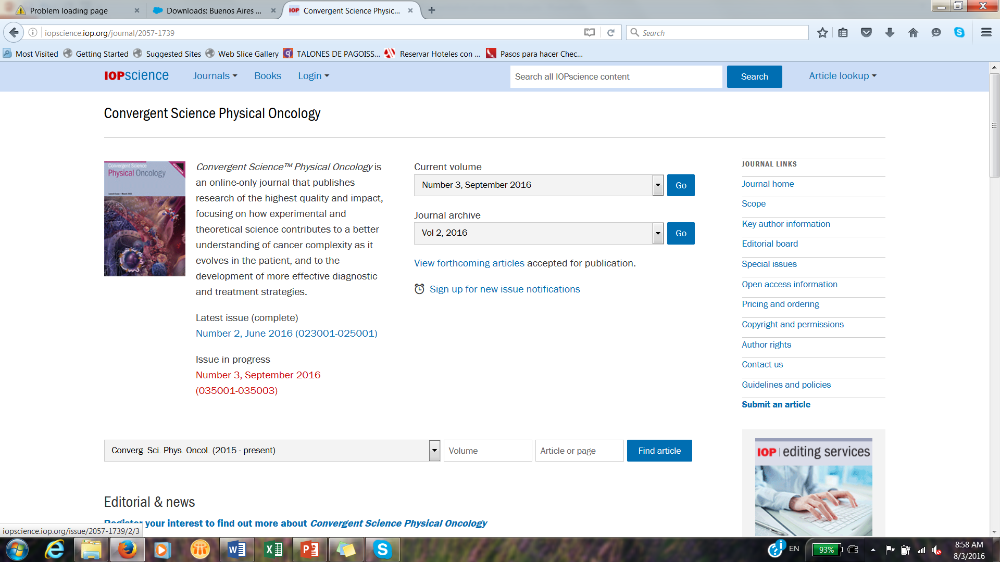 Problem loading page
Downloads: Buenos Aires ...
IOP Convergent Science Physic...
iopscience.iop.org/journal/2057-1739
Search
Most Visited
Getting Started
Suggested Sites
Web Slice Gallery
TALONES DE PAGOISS...
Reservar Hoteles con ...
Pasos para hacer Chec...
IOPscience
Journals
Books
Login
Search all IOPscience content
Search
Article lookup
Convergent Science Physical Oncology
Convergent Science
Physical Oncology
Convergent Science™ Physical Oncology is
an online-only journal that publishes
research of the highest quality and impact,
focusing on how experimental and
theoretical science contributes to a better
understanding of cancer complexity as it
evolves in the patient, and to the
development of more effective diagnostic
and treatment strategies.
Latest issue (complete)
Number 2, June 2016 (023001-025001)
Issue in progress
Number 3, September 2016
(035001-035003)
Current volume
Number 3, September 2016
Go
Journal archive
Vol 2, 2016
Go
View forthcoming articles accepted for publication.
Sign up for new issue notifications
JOURNAL LINKS
Journal home
Scope
Key author information
Editorial board
Special issues
Open access information
Pricing and ordering
Copyright and permissions
Author rights
Contact us
Guidelines and policies
Submit an article
Converg. Sci. Phys. Oncol. (2015 - present)
Volume
Article or page
Find article
IOP | editing services
Editorial & news
Register your interest to find out more about Convergent Science Physical Oncology
iopscience.iop.org/issue/2057-1739/2/3
EN
93%
8:58 AM
8/3/2016